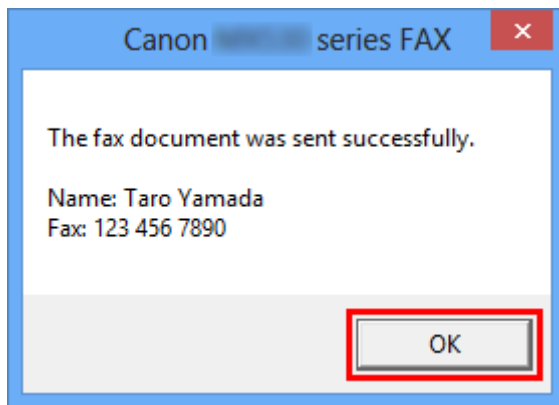 Canon series FAX
The fax document was sent successfully.
Name: Taro Yamada
Fax: 123 456 7890
OK